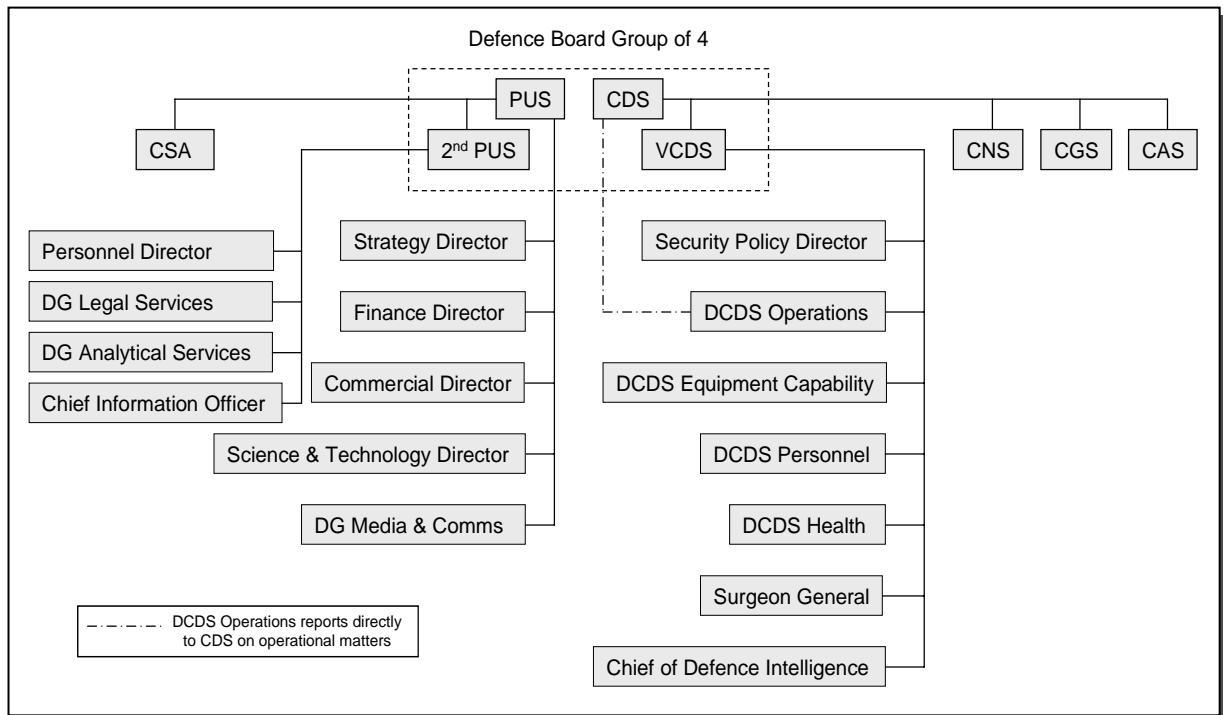 Defence Board Group of 4
PUS
CDS
CSA
2nd PUS
VCDS
CNS
CGS
CAS
Personnel Director
DG Legal Services
DG Analytical Services
Chief Information Officer
Strategy Director
Finance Director
Commercial Director
Science & Technology Director
DG Media & Comms
Security Policy Director
DCDS Operations
DCDS Equipment Capability
DCDS Personnel
DCDS Health
Surgeon General
Chief of Defence Intelligence
DCDS Operations reports directly
to CDS on operational matters